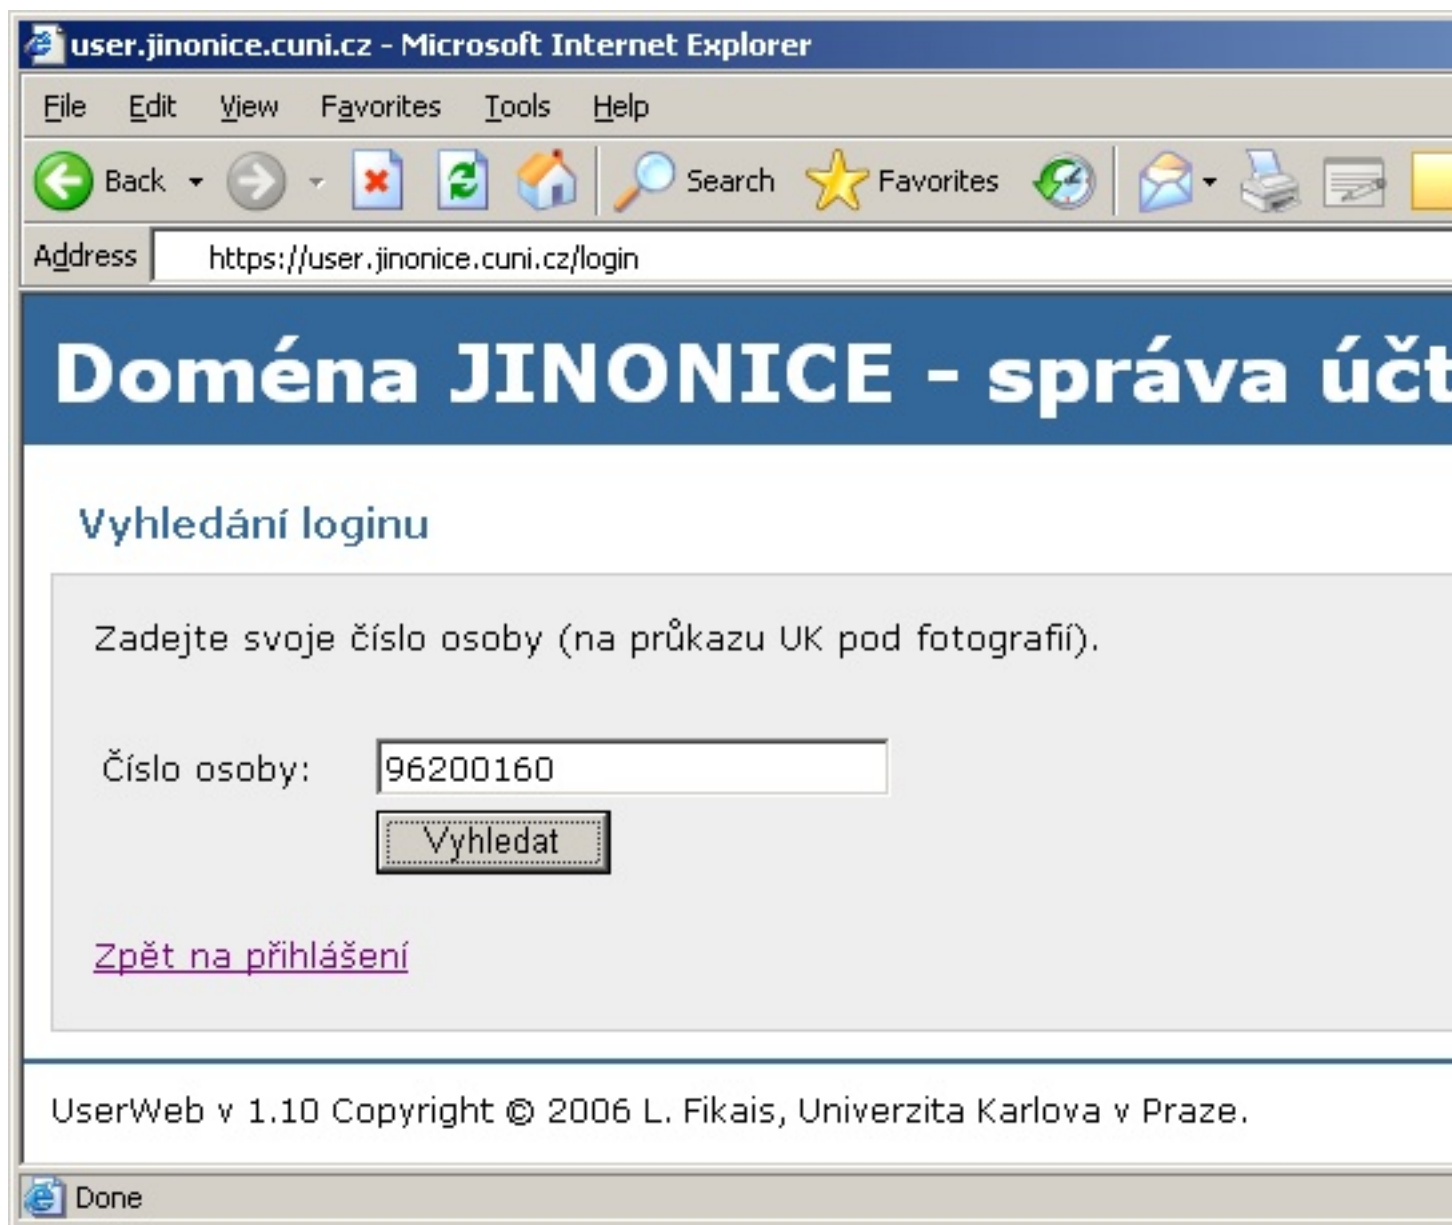 user.jinonice.cuni.cz - Microsoft Internet Explorer
File Edit View Favorites Tools Help
Back Search Favorites
Address https://user.jinonice.cuni.cz/login
Doména JINONICE - správa účt
Vyhledání loginu
Zadejte svoje číslo osoby (na průkazu UK pod fotografií).
Číslo osoby: 96200160
Vyhledat
Zpět na přihlášení
UserWeb v 1.10 Copyright © 2006 L. Fikais, Univerzita Karlova v Praze.
Done